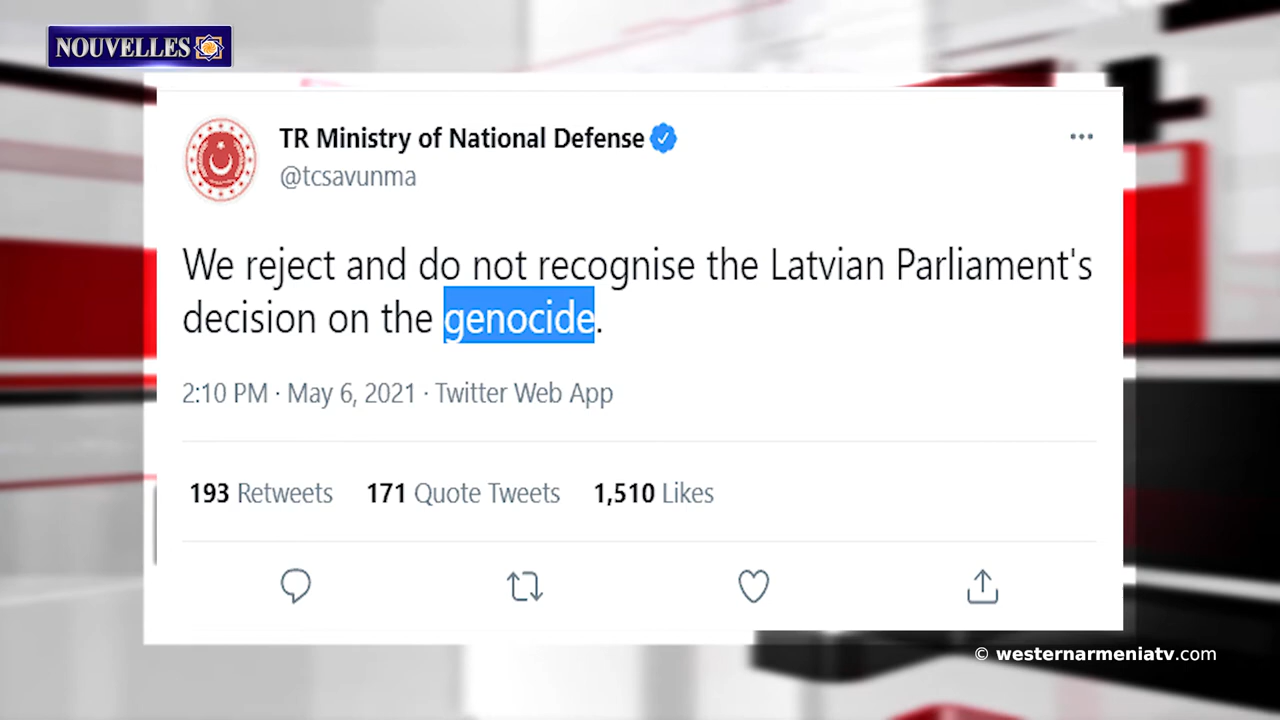 NOUVELLES
TR Ministry of National Defense
@tcsavunma
We reject and do not recognise the Latvian Parliament's
decision on the genocide.
2:10 PM · May 6, 2021 · Twitter Web App
193 Retweets 171 Quote Tweets 1,510 Likes
© westernarmeniatv.com